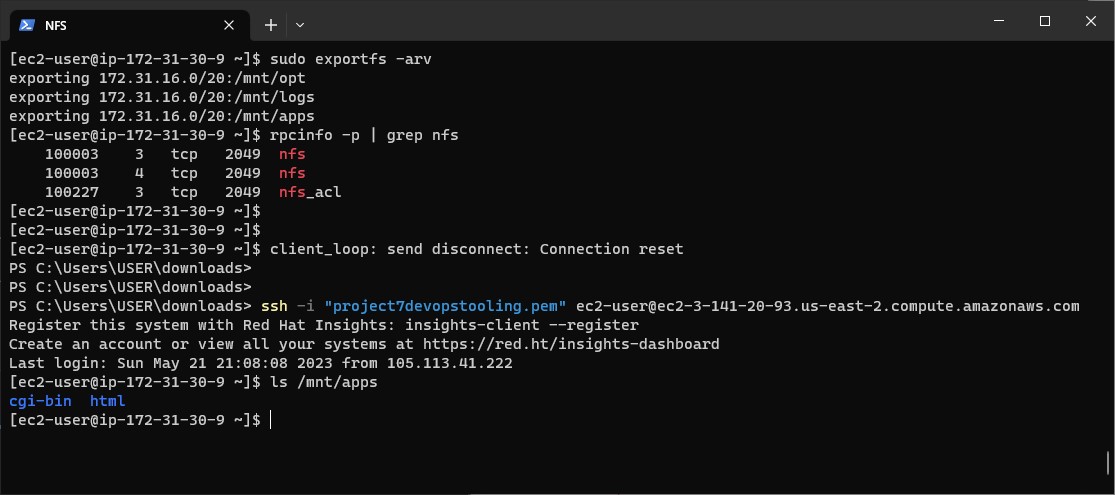 NFS
[ec2-user@ip-172-31-30-9 ~]$ sudo exportfs -arv
exporting 172.31.16.0/20:/mnt/opt
exporting 172.31.16.0/20:/mnt/logs
exporting 172.31.16.0/20:/mnt/apps
[ec2-user@ip-172-31-30-9 ~]$ rpcinfo -p | grep nfs
    100003    3   tcp   2049  nfs
    100003    4   tcp   2049  nfs
    100227    3   tcp   2049  nfs_acl
[ec2-user@ip-172-31-30-9 ~]$
[ec2-user@ip-172-31-30-9 ~]$
[ec2-user@ip-172-31-30-9 ~]$ client_loop: send disconnect: Connection reset
PS C:\Users\USER\downloads>
PS C:\Users\USER\downloads>
PS C:\Users\USER\downloads> ssh -i "project7devopstooling.pem" ec2-user@ec2-3-141-20-93.us-east-2.compute.amazonaws.com
Register this system with Red Hat Insights: insights-client --register
Create an account or view all your systems at https://red.ht/insights-dashboard
Last login: Sun May 21 21:08:08 2023 from 105.113.41.222
[ec2-user@ip-172-31-30-9 ~]$ ls /mnt/apps
cgi-bin  html
[ec2-user@ip-172-31-30-9 ~]$